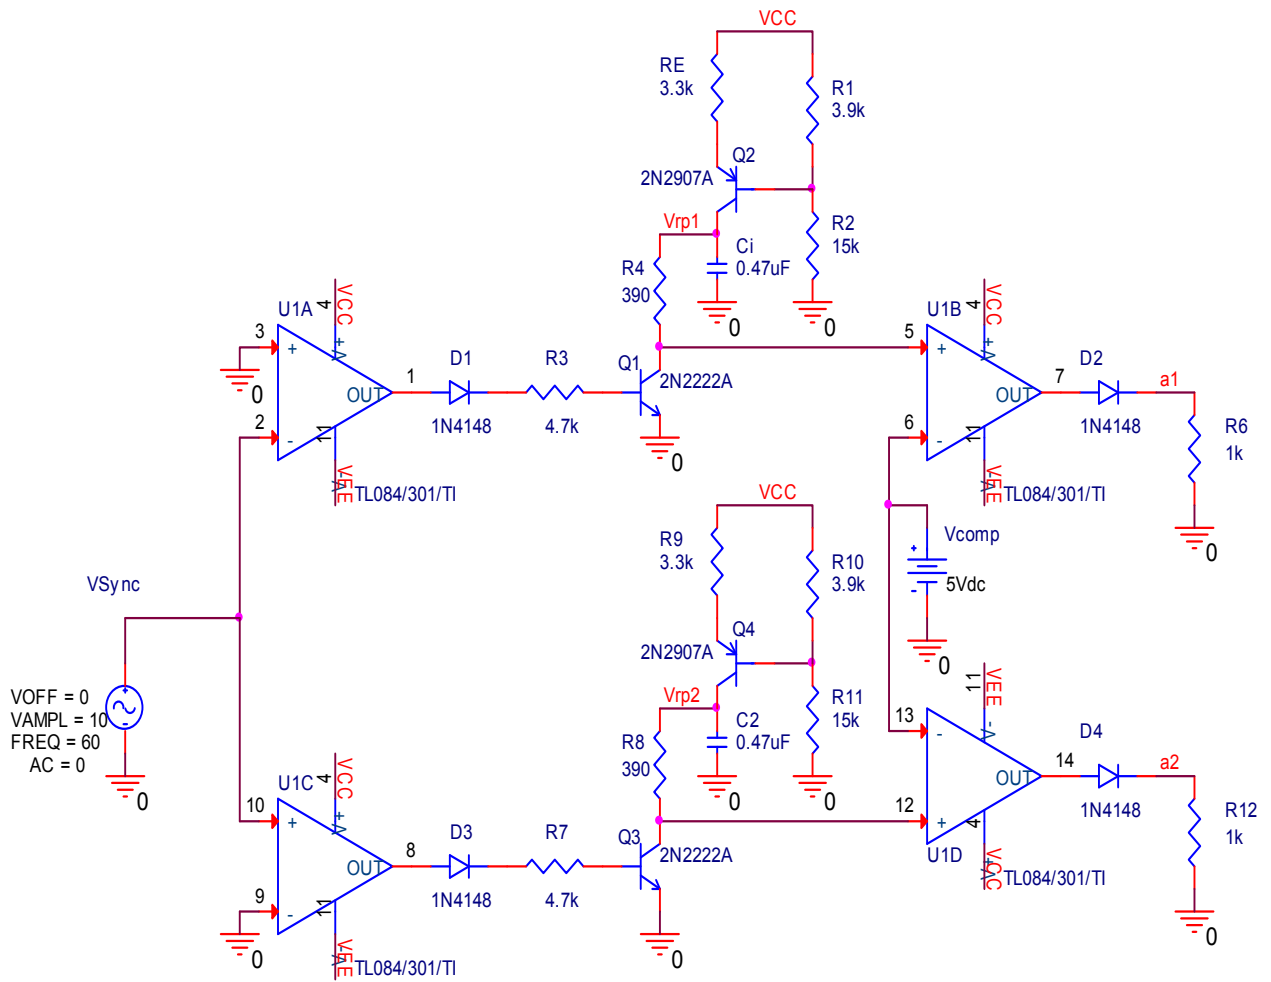 VCC
RE
3.3k
R1
3.9k
Q2
2N2907A
Vrp1
R2
15k
Ci
0.47uF
R4
390
0
0
U1A
4
VCC
V+
3
+
0
OUT
1
2
-
11
V-
VEE
TL084/301/TI
D1
1N4148
R3
4.7k
Q1
2N2222A
0
U1B
4
VCC
V+
5
+
OUT
7
6
-
11
V-
VEE
TL084/301/TI
D2
1N4148
a1
R6
1k
0
VCC
R9
3.3k
R10
3.9k
Q4
2N2907A
Vrp2
R11
15k
C2
0.47uF
R8
390
0
0
Vcomp
+
5Vdc
-
0
VSync
VOFF = 0
VAMPL = 10
FREQ = 60
AC = 0
+
-
0
U1C
4
VCC
V+
10
+
OUT
8
9
-
0
11
V-
VEE
TL084/301/TI
D3
1N4148
R7
4.7k
Q3
2N2222A
0
11
VEE
V-
13
-
OUT
14
12
+
U1D
4
V+
VCC
TL084/301/TI
D4
1N4148
a2
R12
1k
0